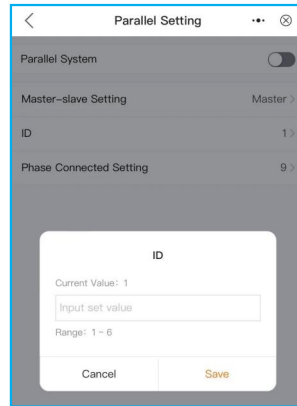 Parallel Setting
Parallel System
Master-slave Setting Master >
ID 1 >
Phase Connected Setting 9 >
ID
Current Value: 1
Input set value
Range: 1 ~ 6
Cancel Save